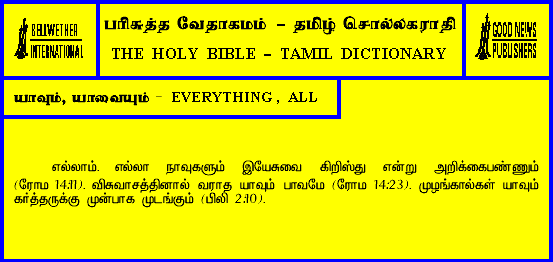 BELLWETHER
INTERNATIONAL
பரிசுத்த வேதாகமம் - தமிழ் சொல்லகராதி
THE HOLY BIBLE - TAMIL DICTIONARY
GOOD NEWS
PUBLISHERS
யாவும், யாவையும் - EVERYTHING, ALL
எல்லாம். எல்லா நாவுகளும் இயேசுவை கிறிஸ்து என்று அறிக்கைபண்ணும்
(ரோம 14:11). விசுவாசத்தினால் வராத யாவும் பாவமே (ரோம 14:23). முழங்கால்கள் யாவும்
கர்த்தருக்கு முன்பாக முடங்கும் (பிலி 2:10).